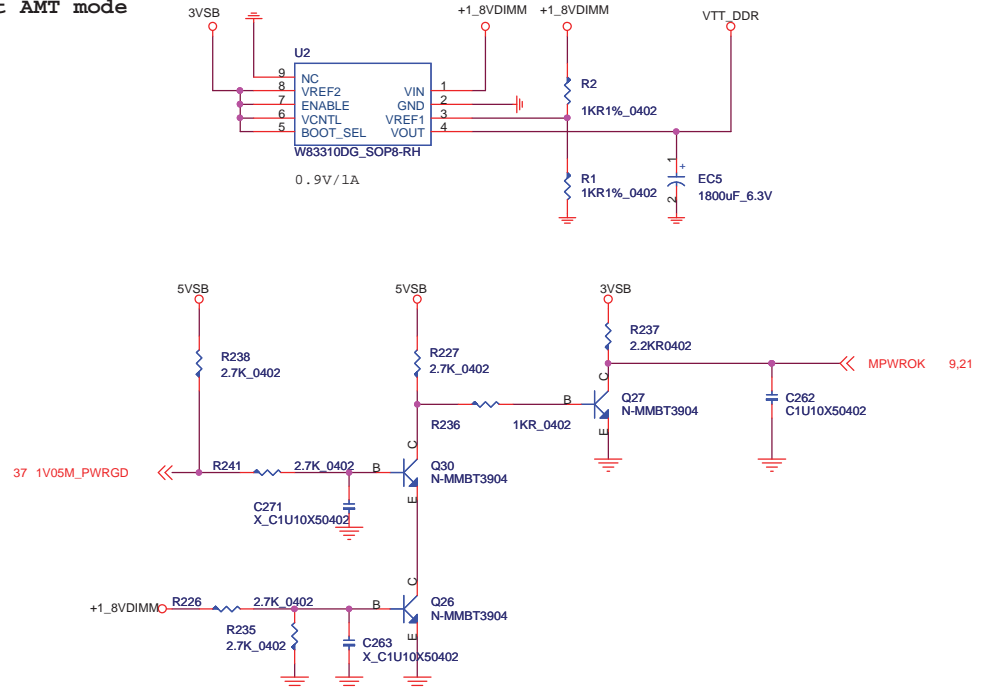 t AMT mode
3VSB
+1_8VDIMM
+1_8VDIMM
VTT_DDR
U2
9 NC
8 VREF2
7 ENABLE
6 VCNTL
5 BOOT_SEL
VIN 1
GND 2
VREF1 3
VOUT 4
W83310DG_SOP8-RH
0.9V/1A
R2
1KR1%_0402
R1
1KR1%_0402
1
+
2
EC5
1800uF_6.3V
5VSB
5VSB
3VSB
R238
2.7K_0402
R227
2.7K_0402
R237
2.2KR0402
MPWROK 9,21
R236
1KR_0402
B
C
E
Q27
N-MMBT3904
C262
C1U10X50402
37 1V05M_PWRGD
R241
2.7K_0402
B
C
E
Q30
N-MMBT3904
C271
X_C1U10X50402
+1_8VDIMM
R226
2.7K_0402
B
C
E
Q26
N-MMBT3904
R235
2.7K_0402
C263
X_C1U10X50402